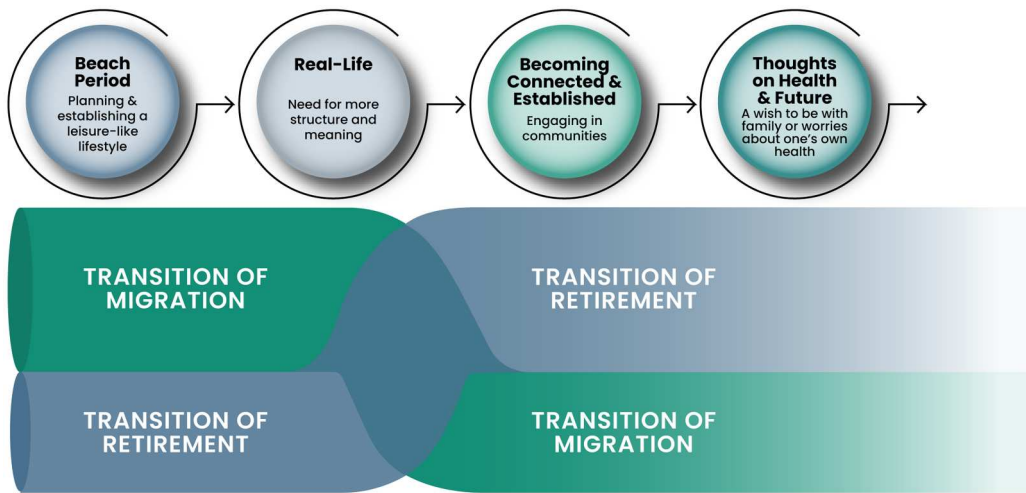 Beach
Period
Planning &
establishing a
leisure-like
lifestyle
Real-Life
Need for more
structure and
meaning
Becoming
Connected &
Established
Engaging in
communities
Thoughts
on Health
& Future
A wish to be with
family or worries
about one's own
health
TRANSITION OF
MIGRATION
TRANSITION OF
RETIREMENT
TRANSITION OF
RETIREMENT
TRANSITION OF
MIGRATION